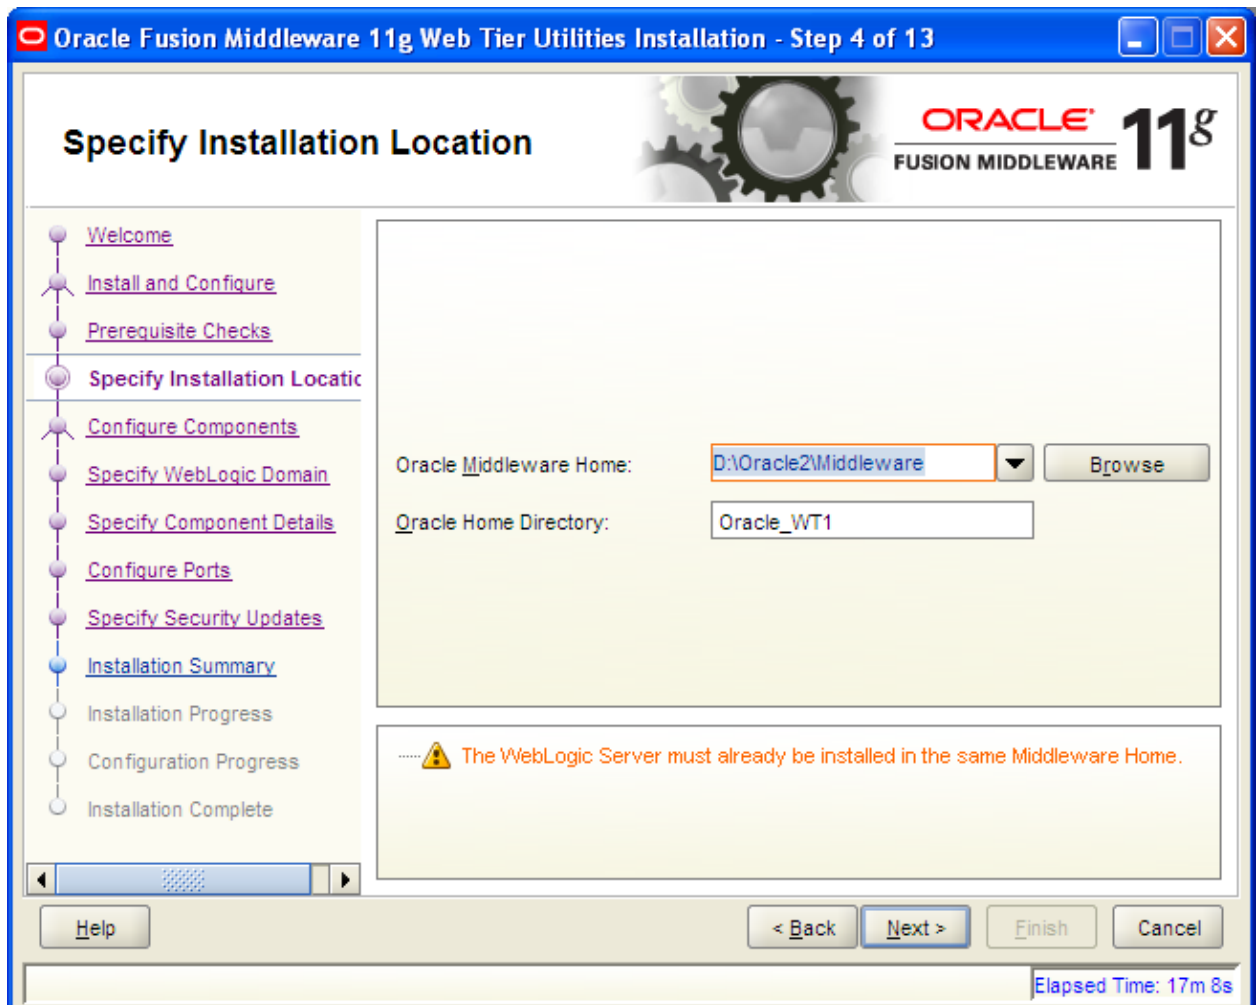 Oracle Fusion Middleware 11g Web Tier Utilities Installation - Step 4 of 13
Specify Installation Location
ORACLE®
FUSION MIDDLEWARE
11g
Welcome
Install and Configure
Prerequisite Checks
Specify Installation Locatio
Configure Components
Specify WebLogic Domain
Specify Component Details
Configure Ports
Specify Security Updates
Installation Summary
Installation Progress
Configuration Progress
Installation Complete
Oracle Middleware Home:
D:\Oracle2\Middleware
Browse
Oracle Home Directory:
Oracle_WT1
The WebLogic Server must already be installed in the same Middleware Home.
Help
< Back
Next >
Finish
Cancel
Elapsed Time: 17m 8s